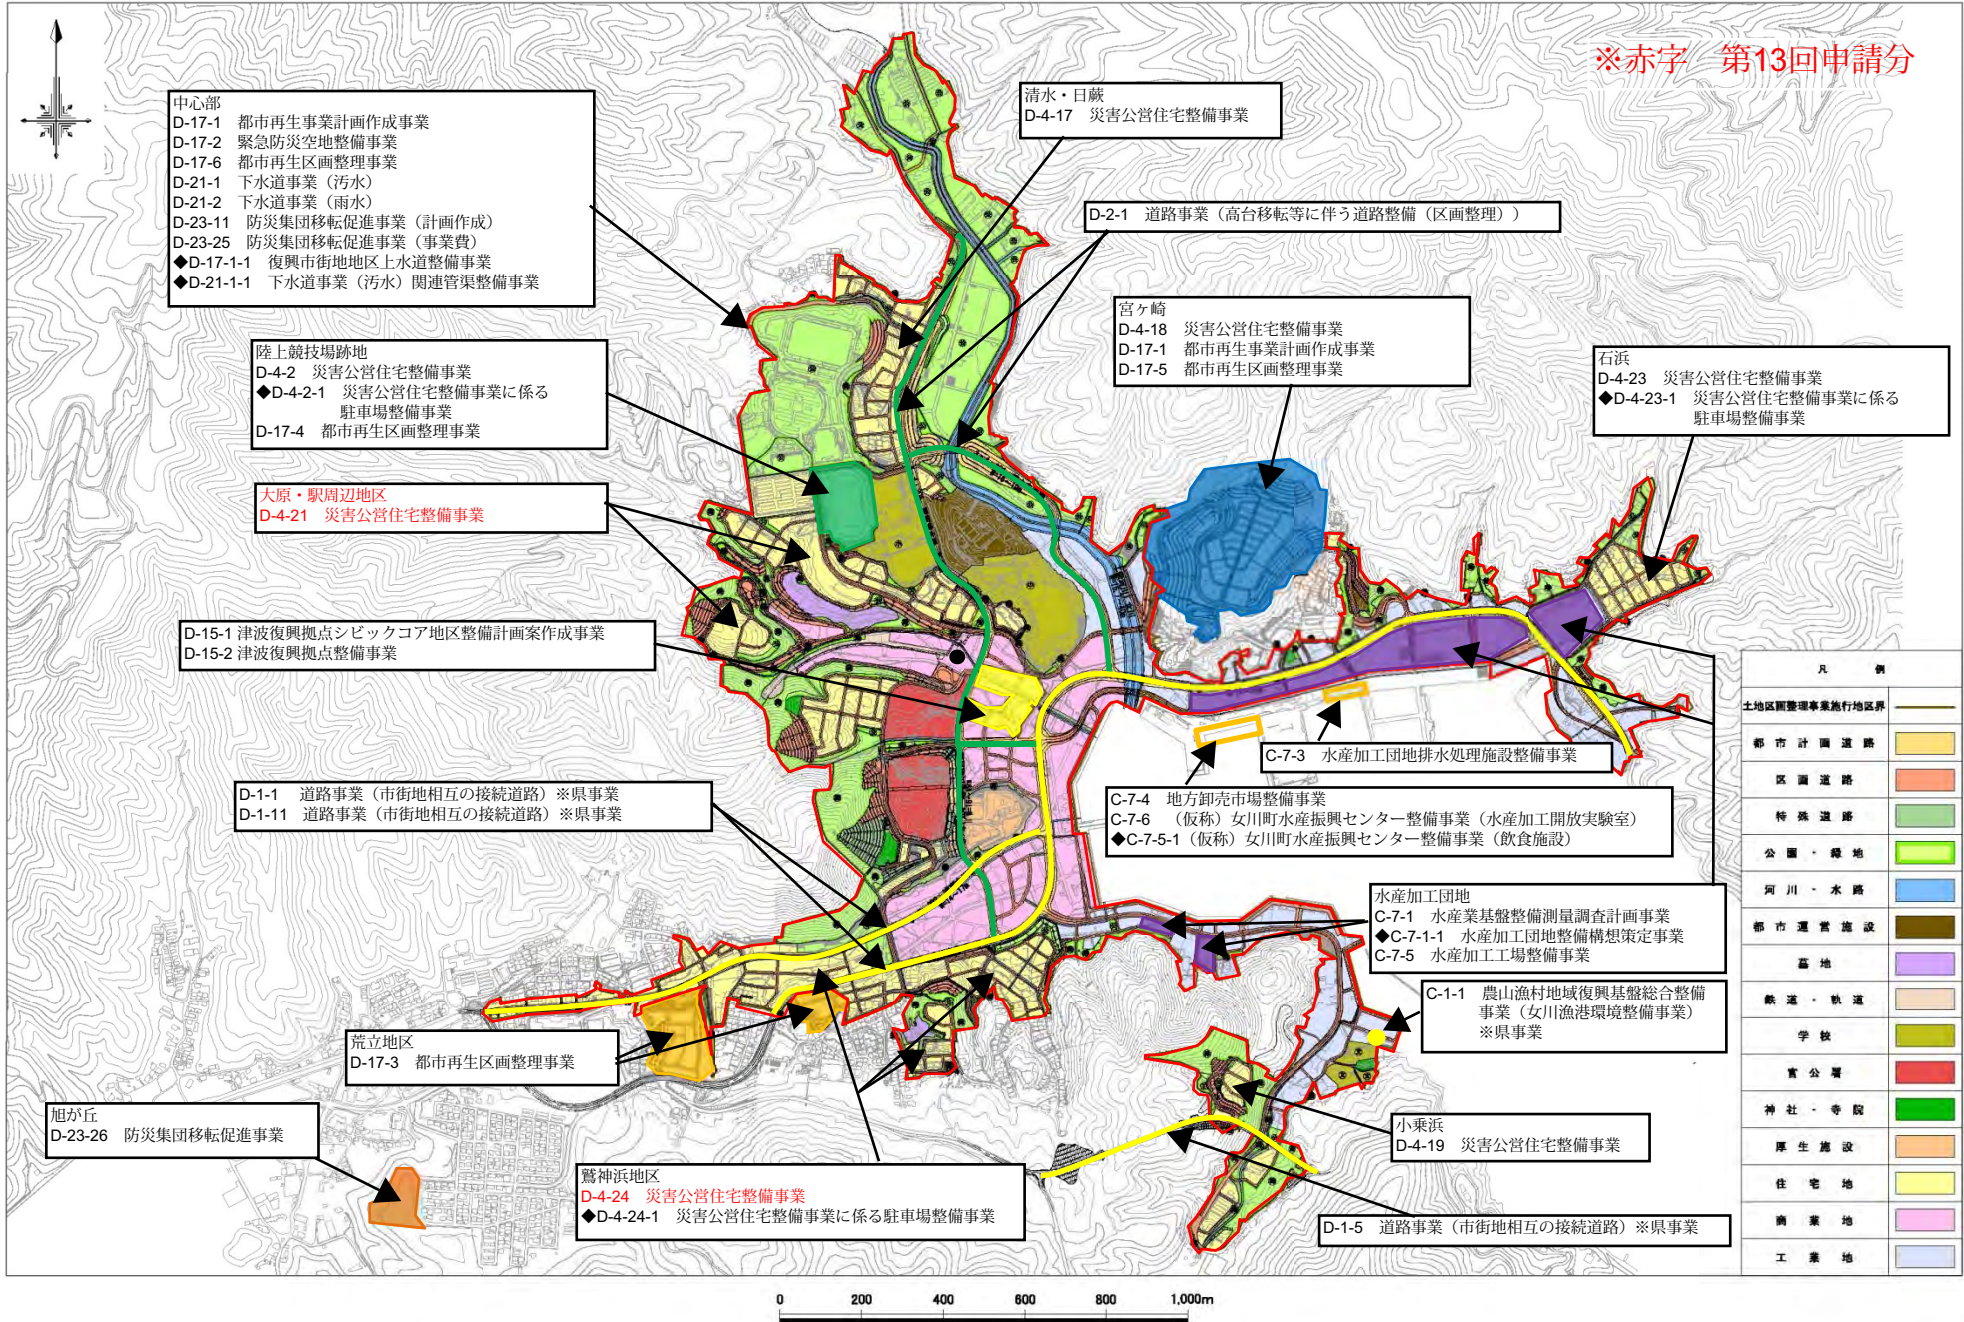 ※赤字　第13回申請分
中心部
D-17-1　都市再生事業計画作成事業
D-17-2　緊急防災空地整備事業
D-17-6　都市再生区画整理事業
D-21-1　下水道事業（汚水）
D-21-2　下水道事業（雨水）
D-23-11　防災集団移転促進事業（計画作成）
D-23-25　防災集団移転促進事業（事業費）
◆D-17-1-1　復興市街地地区上水道整備事業
◆D-21-1-1　下水道事業（汚水）関連管渠整備事業
清水・日蕨
D-4-17　災害公営住宅整備事業
D-2-1　道路事業（高台移転等に伴う道路整備（区画整理））
宮ヶ崎
D-4-18　災害公営住宅整備事業
D-17-1　都市再生事業計画作成事業
D-17-5　都市再生区画整理事業
石浜
D-4-23　災害公営住宅整備事業
◆D-4-23-1　災害公営住宅整備事業に係る
駐車場整備事業
陸上競技場跡地
D-4-2　災害公営住宅整備事業
◆D-4-2-1　災害公営住宅整備事業に係る
駐車場整備事業
D-17-4　都市再生区画整理事業
大原・駅周辺地区
D-4-21　災害公営住宅整備事業
D-15-1 津波復興拠点シビックコア地区整備計画案作成事業
D-15-2 津波復興拠点整備事業
D-1-1　道路事業（市街地相互の接続道路）※県事業
D-1-11　道路事業（市街地相互の接続道路）※県事業
C-7-3　水産加工団地排水処理施設整備事業
C-7-4　地方卸売市場整備事業
C-7-6　（仮称）女川町水産振興センター整備事業（水産加工開放実験室）
◆C-7-5-1（仮称）女川町水産振興センター整備事業（飲食施設）
水産加工団地
C-7-1　水産業基盤整備測量調査計画事業
◆C-7-1-1　水産加工団地整備構想策定事業
C-7-5　水産加工工場整備事業
C-1-1　農山漁村地域復興基盤総合整備
事業（女川漁港環境整備事業）
※県事業
荒立地区
D-17-3　都市再生区画整理事業
旭が丘
D-23-26　防災集団移転促進事業
鷲神浜地区
D-4-24　災害公営住宅整備事業
◆D-4-24-1　災害公営住宅整備事業に係る駐車場整備事業
小乗浜
D-4-19　災害公営住宅整備事業
D-1-5　道路事業（市街地相互の接続道路）※県事業
凡例
土地区画整理事業施行地区界
都市計画道路
区画道路
特殊道路
公園・緑地
河川・水路
都市運営施設
墓地
鉄道・軌道
学校
官公署
神社・寺院
厚生施設
住宅地
商業地
工業地
0 200 400 600 800 1,000m